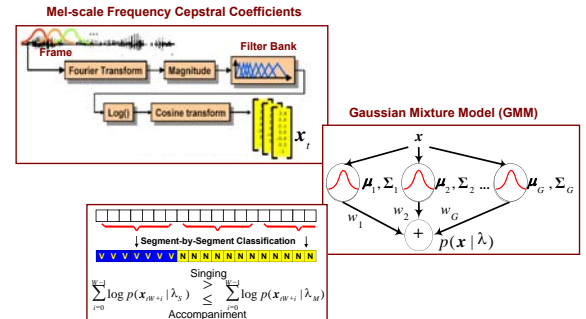 Mel-scale Frequency Cepstral Coefficients
Frame
Filter Bank
Fourier Transform
Magnitude
Log()
Cosine transform
x_t
Gaussian Mixture Model (GMM)
x
μ_1, Σ_1 μ_2, Σ_2 ... μ_G, Σ_G
w_1 w_2 w_G
+
p(x | λ)
Segment-by-Segment Classification
V V V V V V V N N N N N N N N N N N
Singing
∑_{i=0}^{W-1} log p(x_{tW+i} | λ_S) > ≤ ∑_{i=0}^{W-1} log p(x_{tW+i} | λ_M)
Accompaniment